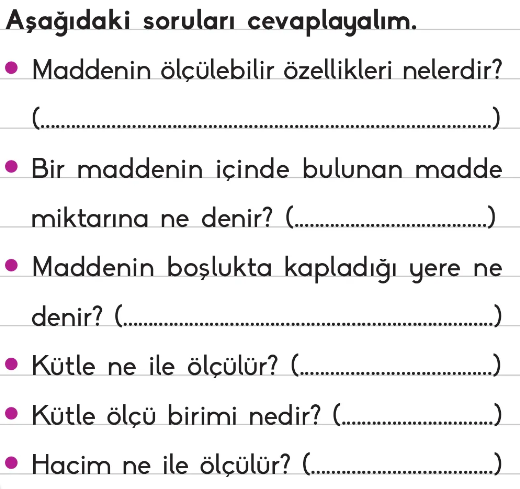 Aşağıdaki soruları cevaplayalım.
• Maddenin ölçülebilir özellikleri nelerdir?
(..........................................................................................)
• Bir maddenin içinde bulunan madde
miktarına ne denir? (......................................)
• Maddenin boşlukta kapladığı yere ne
denir? (.........................................................................)
• Kütle ne ile ölçülür? (......................................)
• Kütle ölçü birimi nedir? (..............................)
• Hacim ne ile ölçülür? (....................................)